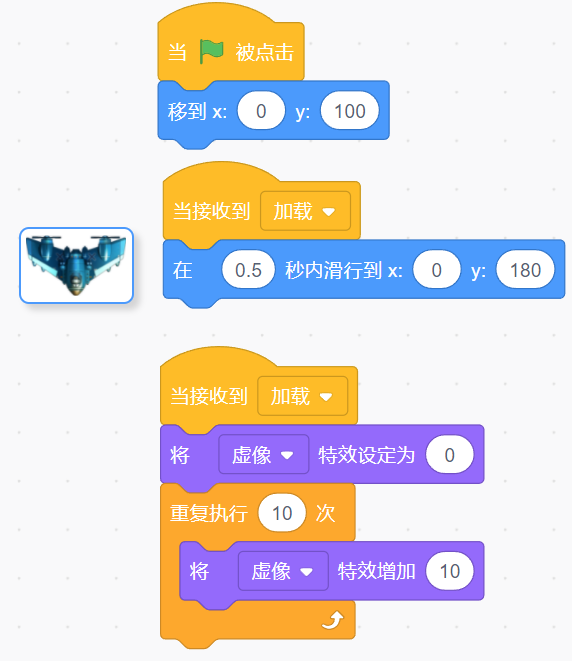 当 被点击
移到 x: 0 y: 100
当接收到 加载
在 0.5 秒内滑行到 x: 0 y: 180
当接收到 加载
将 虚像 特效设定为 0
重复执行 10 次
将 虚像 特效增加 10